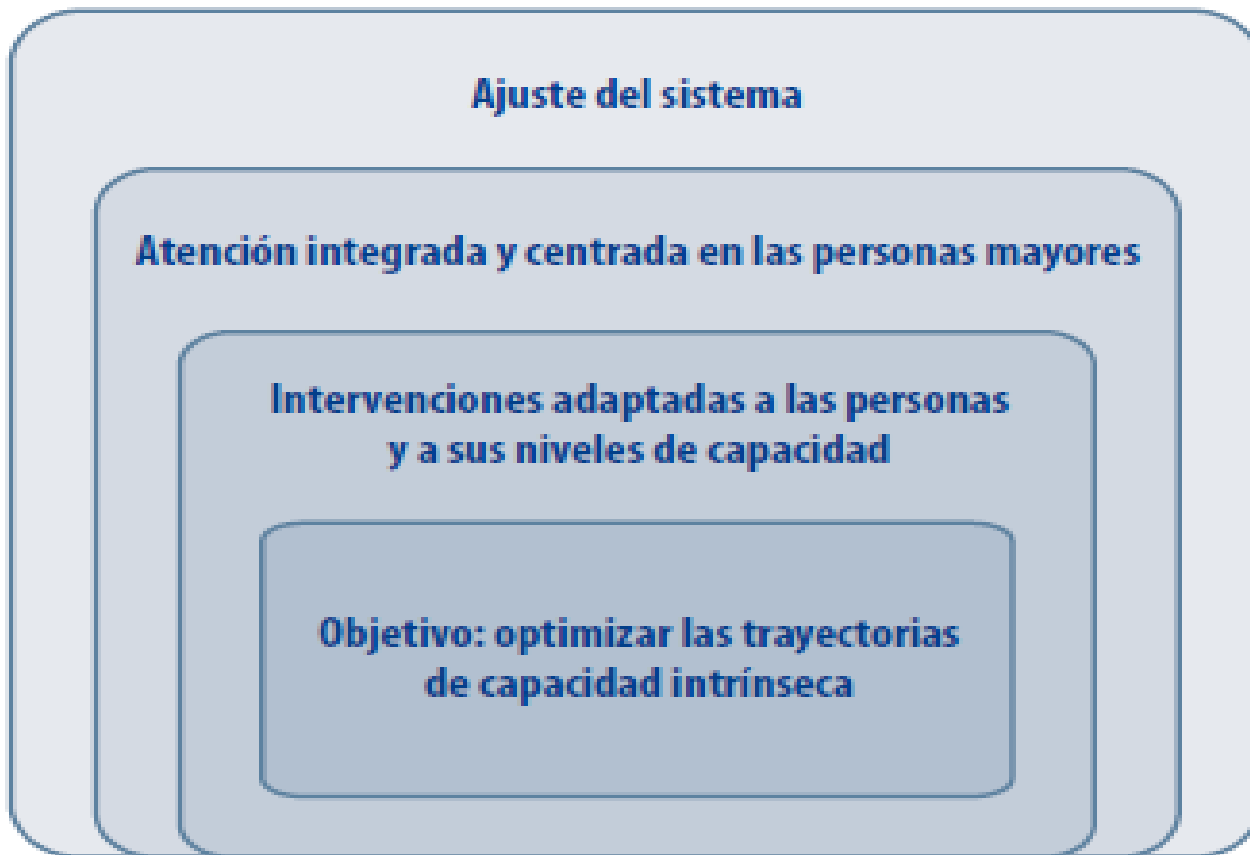 Ajuste del sistema
Atención integrada y centrada en las personas mayores
Intervenciones adaptadas a las personas
y a sus niveles de capacidad
Objetivo: optimizar las trayectorias
de capacidad intrínseca